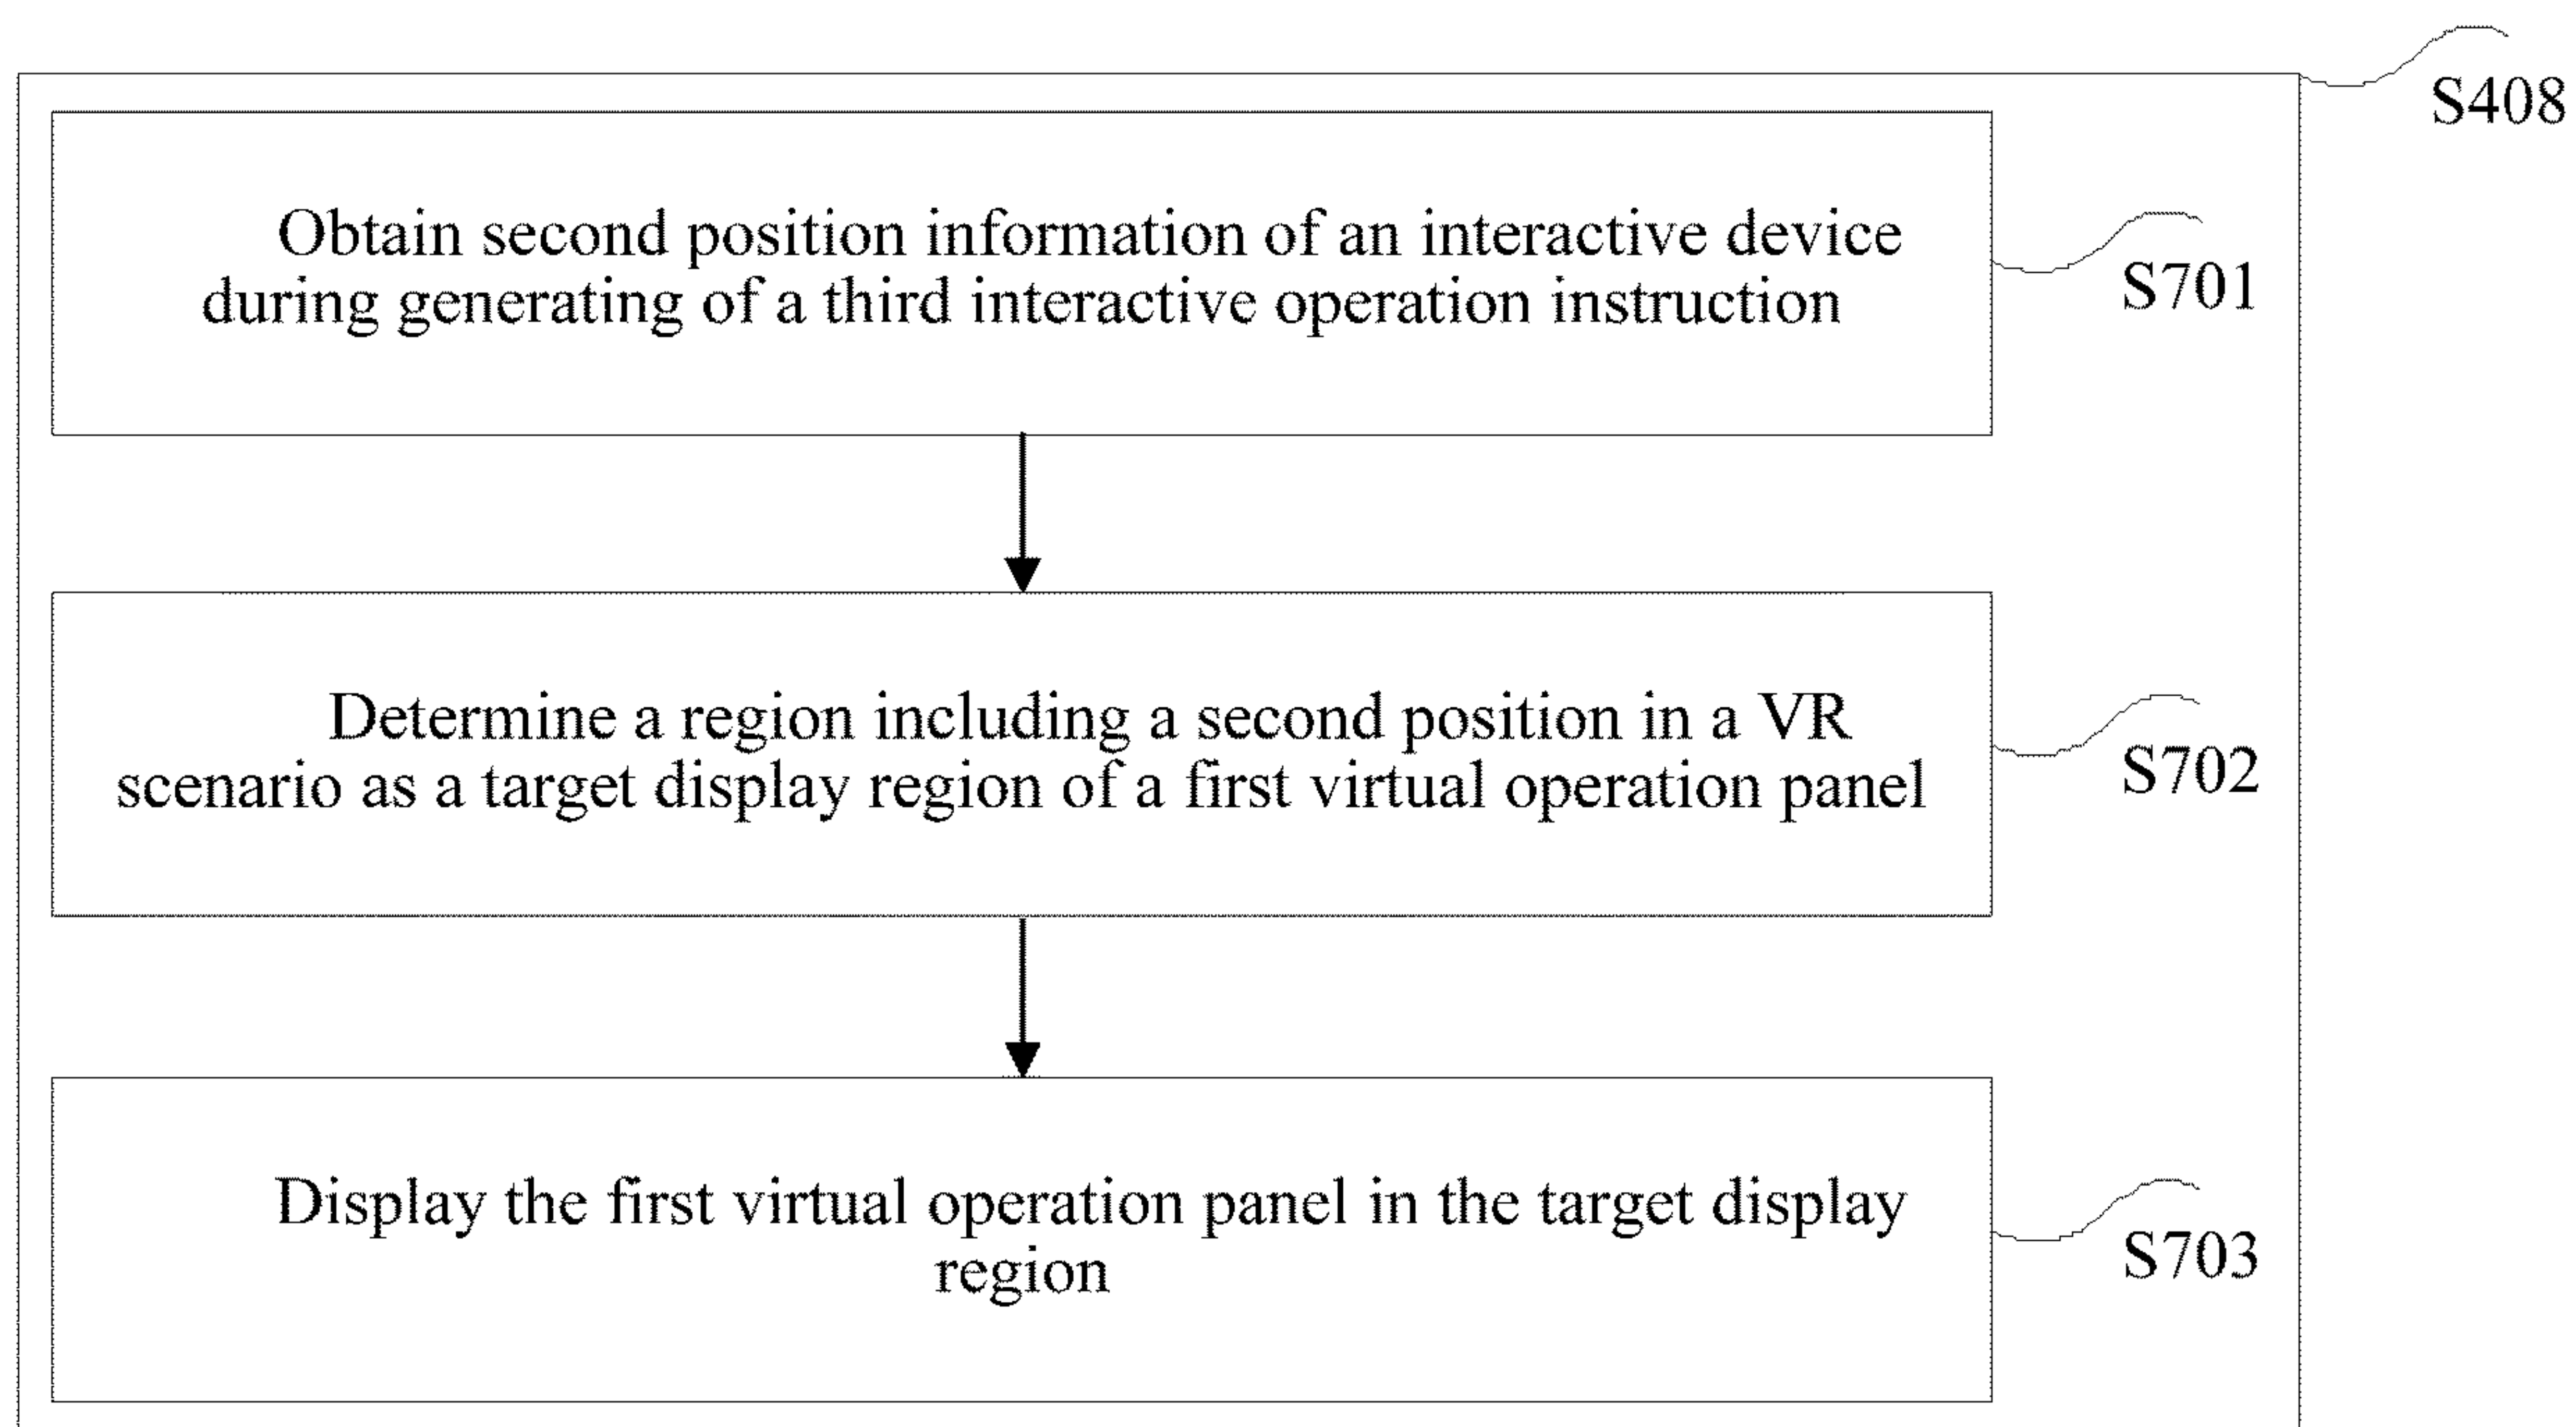 S408
Obtain second position information of an interactive device
during generating of a third interactive operation instruction
S701
Determine a region including a second position in a VR
scenario as a target display region of a first virtual operation panel
S702
Display the first virtual operation panel in the target display
region
S703